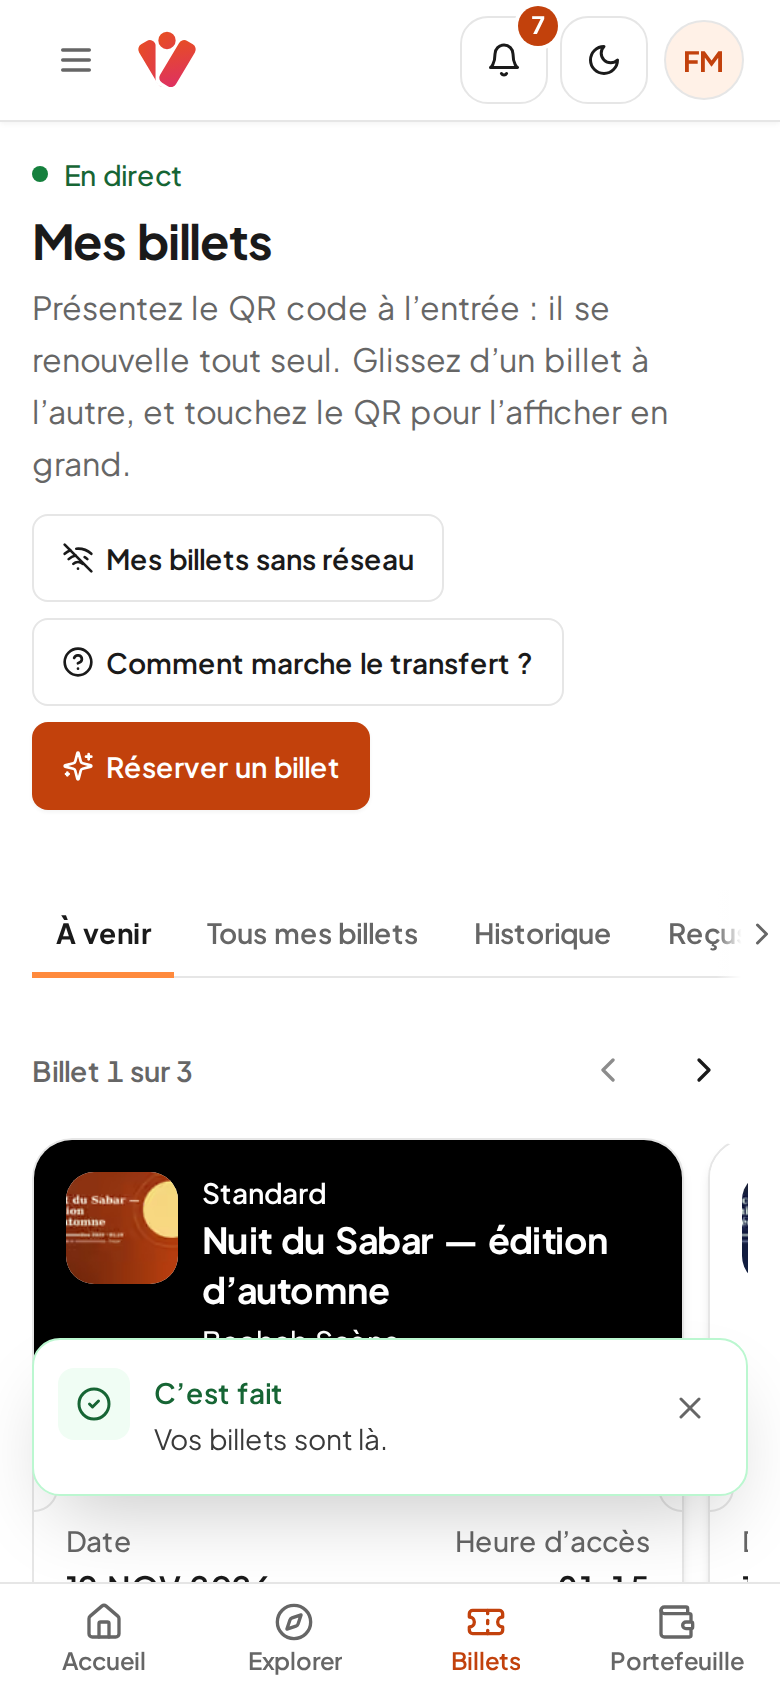 7
FM
En direct
Mes billets
Présentez le QR code à l’entrée : il se
renouvelle tout seul. Glissez d’un billet à
l’autre, et touchez le QR pour l’afficher en
grand.
Mes billets sans réseau
Comment marche le transfert ?
Réserver un billet
À venir
Tous mes billets
Historique
Reçus
Billet 1 sur 3
Standard
Nuit du Sabar — édition
d’automne
du Sabar —
C’est fait
Vos billets sont là.
Date
Heure d’accès
Accueil
Explorer
Billets
Portefeuille